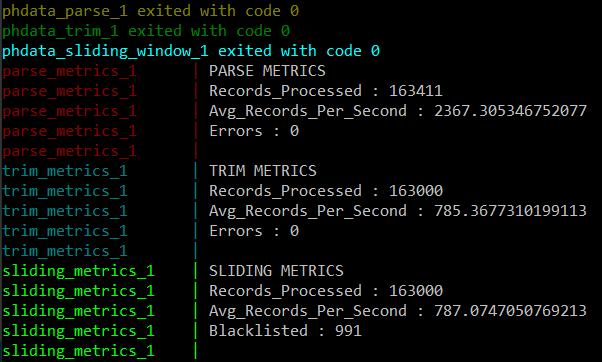 phdata_parse_1 exited with code 0
phdata_trim_1 exited with code 0
phdata_sliding_window_1 exited with code 0
parse_metrics_1 | PARSE METRICS
parse_metrics_1 | Records_Processed : 163411
parse_metrics_1 | Avg_Records_Per_Second : 2367.305346752077
parse_metrics_1 | Errors : 0
parse_metrics_1 |
trim_metrics_1 | TRIM METRICS
trim_metrics_1 | Records_Processed : 163000
trim_metrics_1 | Avg_Records_Per_Second : 785.3677310199113
trim_metrics_1 | Errors : 0
trim_metrics_1 |
sliding_metrics_1 | SLIDING METRICS
sliding_metrics_1 | Records_Processed : 163000
sliding_metrics_1 | Avg_Records_Per_Second : 787.0747050769213
sliding_metrics_1 | Blacklisted : 991
sliding_metrics_1 |